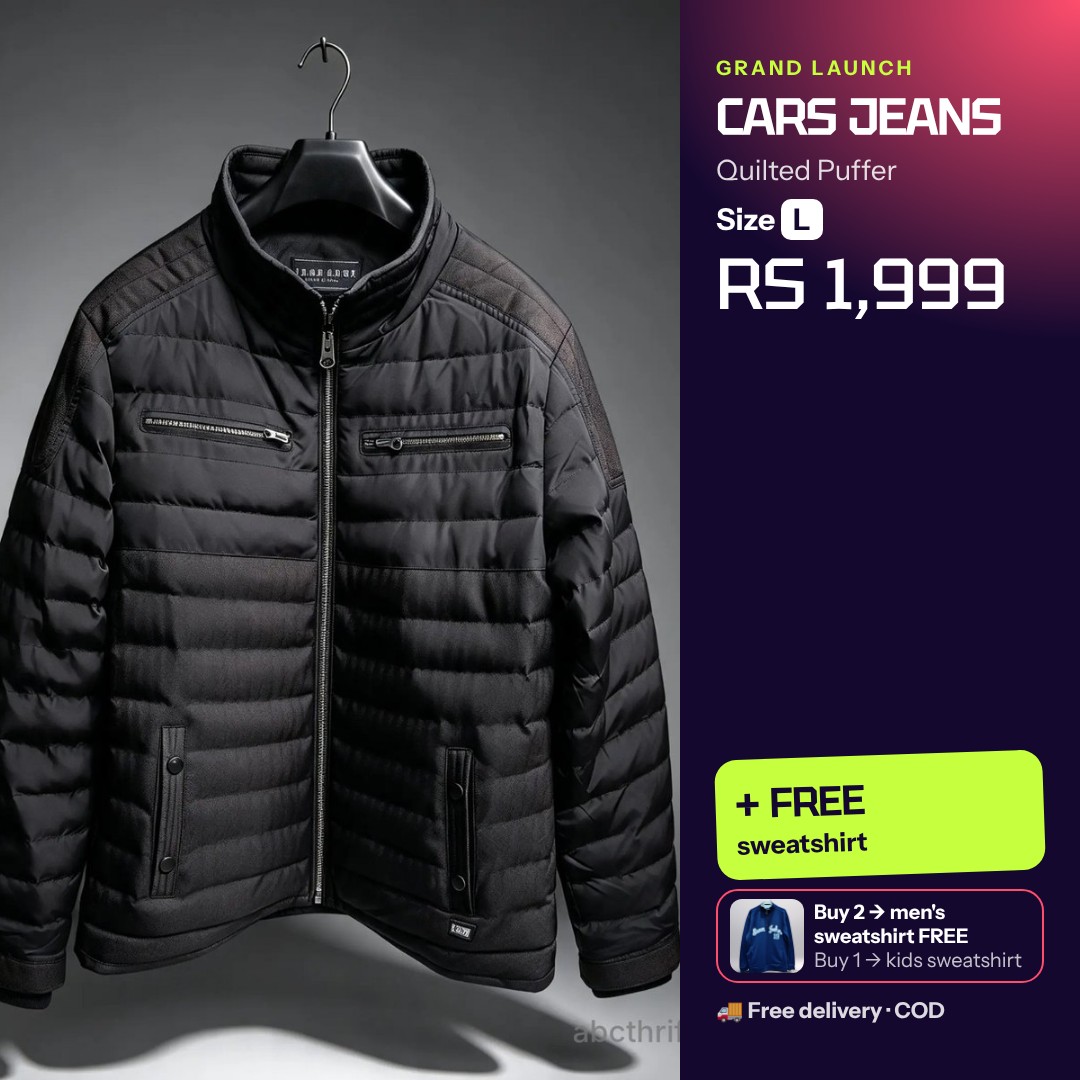 GRAND LAUNCH
CARS JEANS
Quilted Puffer
Size L
RS 1,999
+ FREE
sweatshirt
Buy 2 → men's
sweatshirt FREE
Buy 1 → kids sweatshirt
🚚 Free delivery · COD
abcthrif